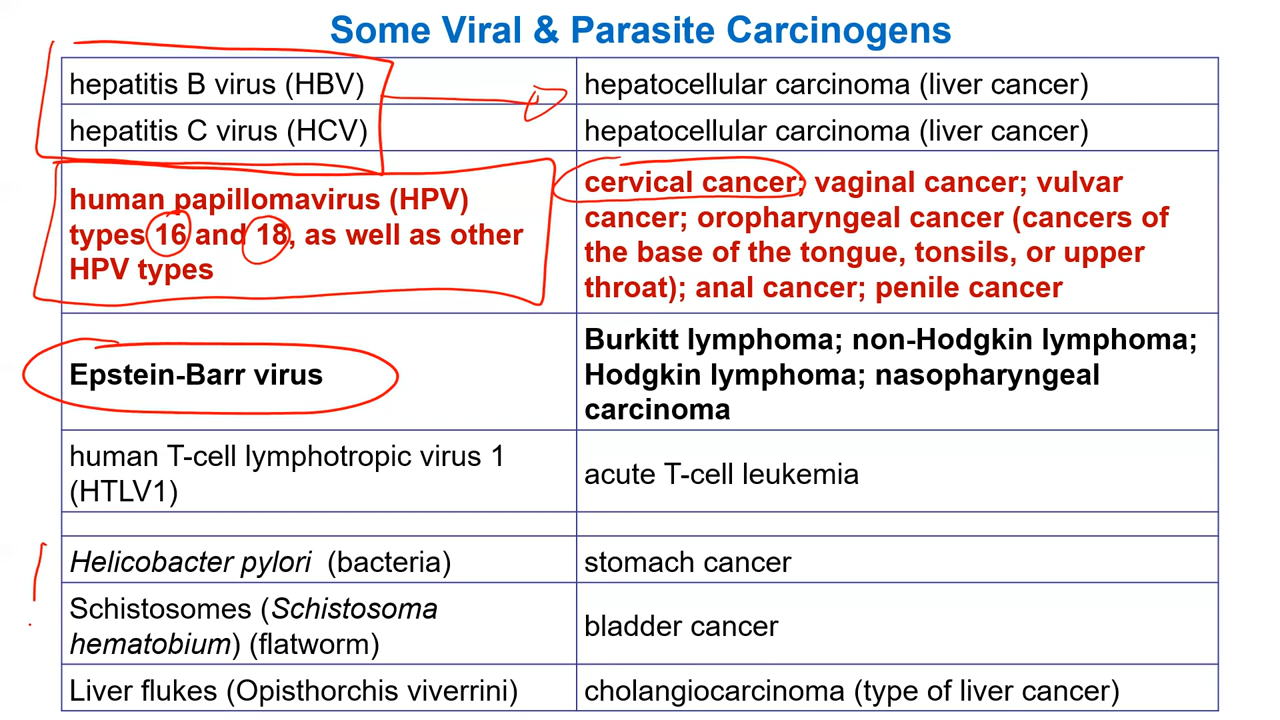 Some Viral & Parasite Carcinogens
hepatitis B virus (HBV)
hepatocellular carcinoma (liver cancer)
hepatitis C virus (HCV)
hepatocellular carcinoma (liver cancer)
human papillomavirus (HPV)
types 16 and 18, as well as other
HPV types
cervical cancer; vaginal cancer; vulvar
cancer; oropharyngeal cancer (cancers of
the base of the tongue, tonsils, or upper
throat); anal cancer; penile cancer
Epstein-Barr virus
Burkitt lymphoma; non-Hodgkin lymphoma;
Hodgkin lymphoma; nasopharyngeal
carcinoma
human T-cell lymphotropic virus 1
(HTLV1)
acute T-cell leukemia
Helicobacter pylori (bacteria)
stomach cancer
Schistosomes (Schistosoma
hematobium) (flatworm)
bladder cancer
Liver flukes (Opisthorchis viverrini)
cholangiocarcinoma (type of liver cancer)